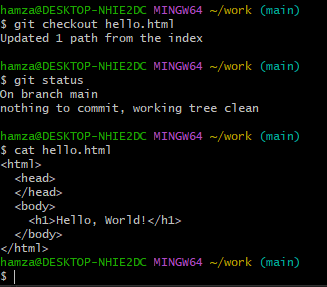 hamza@DESKTOP-NHIE2DC MINGW64 ~/work (main)
$ git checkout hello.html
Updated 1 path from the index
hamza@DESKTOP-NHIE2DC MINGW64 ~/work (main)
$ git status
On branch main
nothing to commit, working tree clean
hamza@DESKTOP-NHIE2DC MINGW64 ~/work (main)
$ cat hello.html
<html>
  <head>
  </head>
  <body>
    <h1>Hello, World!</h1>
  </body>
</html>
hamza@DESKTOP-NHIE2DC MINGW64 ~/work (main)
$